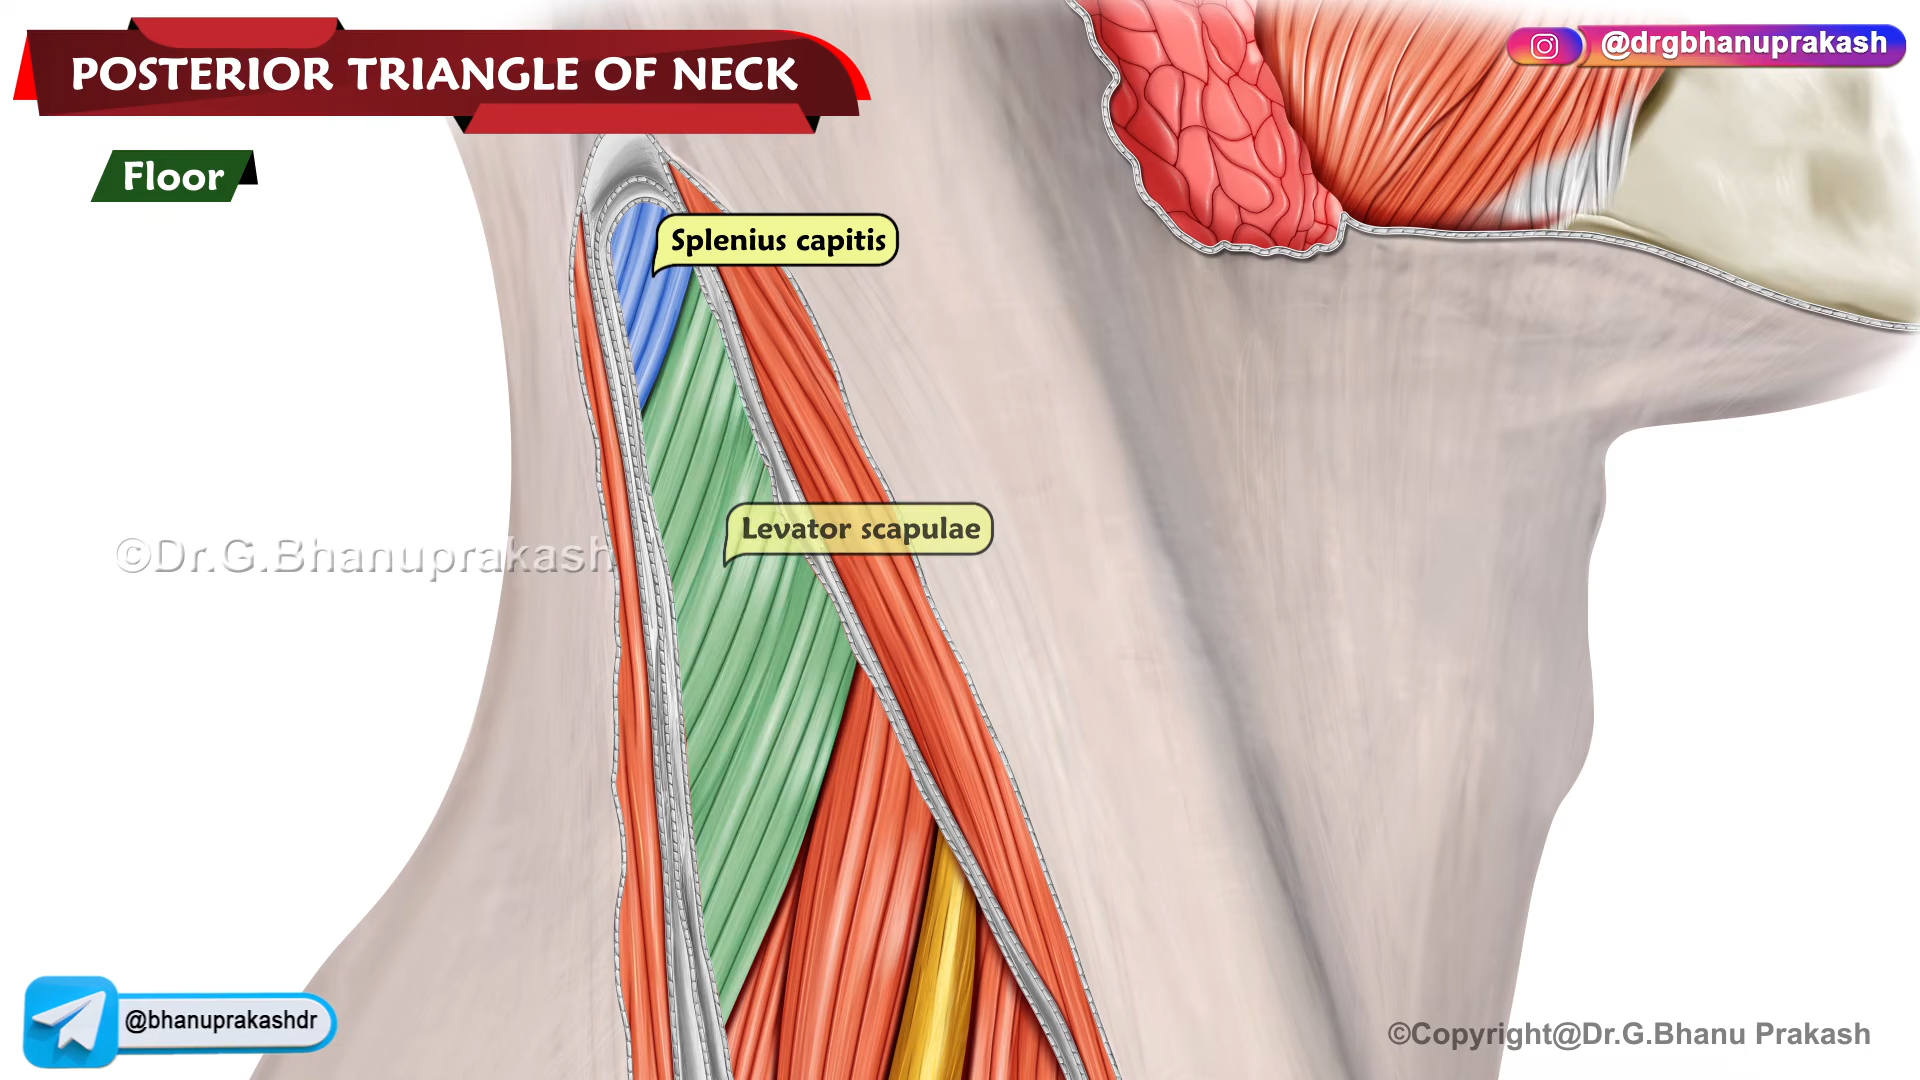 POSTERIOR TRIANGLE OF NECK
@drgbhanuprakash
Floor
Splenius capitis
Levator scapulae
©Dr.G.Bhanuprakash
@bhanuprakashdr
©Copyright@Dr.G.Bhanu Prakash